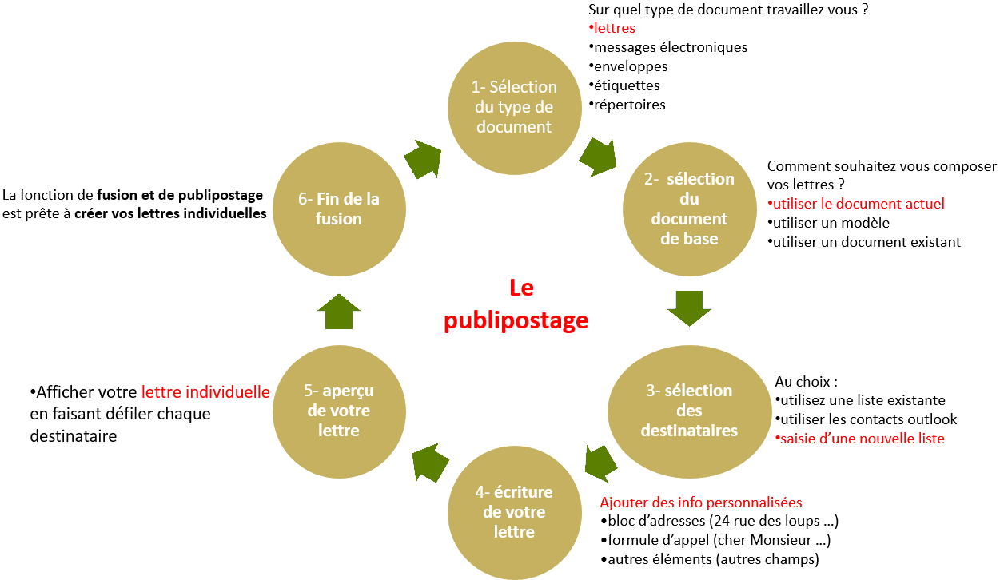 Sur quel type de document travaillez vous ?
•lettres
•messages électroniques
•enveloppes
•étiquettes
•répertoires
1- Sélection
du type de
document
2-  sélection
du
document
de base
Comment souhaitez vous composer
vos lettres ?
•utiliser le document actuel
•utiliser un modèle
•utiliser un document existant
3- sélection
des
destinataires
Au choix :
•utilisez une liste existante
•utiliser les contacts outlook
•saisie d’une nouvelle liste
4- écriture
de votre
lettre
Ajouter des info personnalisées
•bloc d’adresses (24 rue des loups …)
•formule d’appel (cher Monsieur …)
•autres éléments (autres champs)
5- aperçu
de votre
lettre
•Afficher votre lettre individuelle
en faisant défiler chaque
destinataire
6- Fin de la
fusion
La fonction de fusion et de publipostage
est prête à créer vos lettres individuelles
Le
publipostage